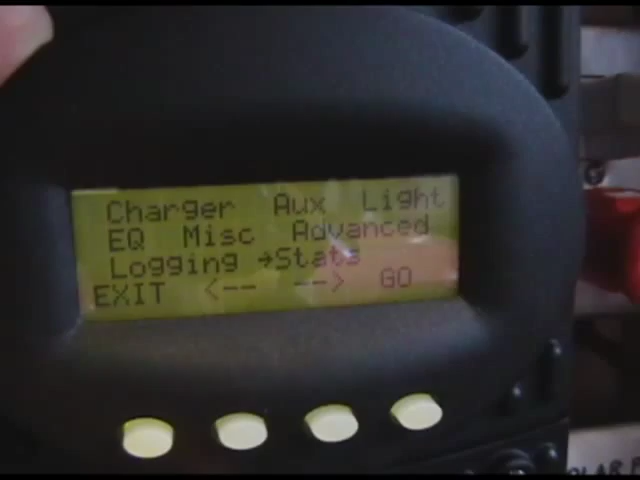 Charger Aux Light
EQ Misc Advanced
Logging →Stats
EXIT <-- --> GO